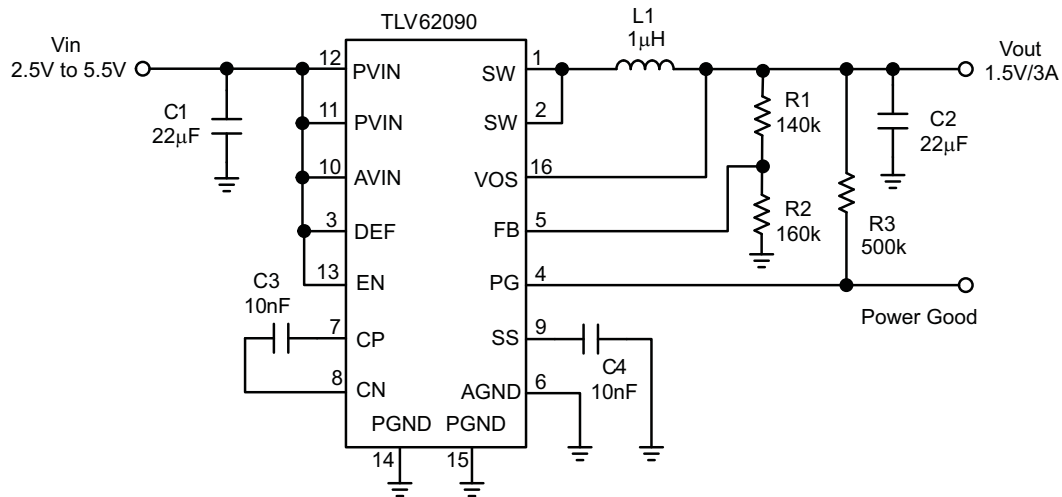 TLV62090
L1
1μH
Vin
2.5V to 5.5V
Vout
1.5V/3A
12
PVIN
SW
1
11
PVIN
SW
2
C1
22μF
R1
140k
C2
22μF
10
AVIN
VOS
16
3
DEF
FB
5
R2
160k
R3
500k
13
EN
PG
4
Power Good
C3
10nF
7
CP
SS
9
C4
10nF
8
CN
AGND
6
PGND
PGND
14
15